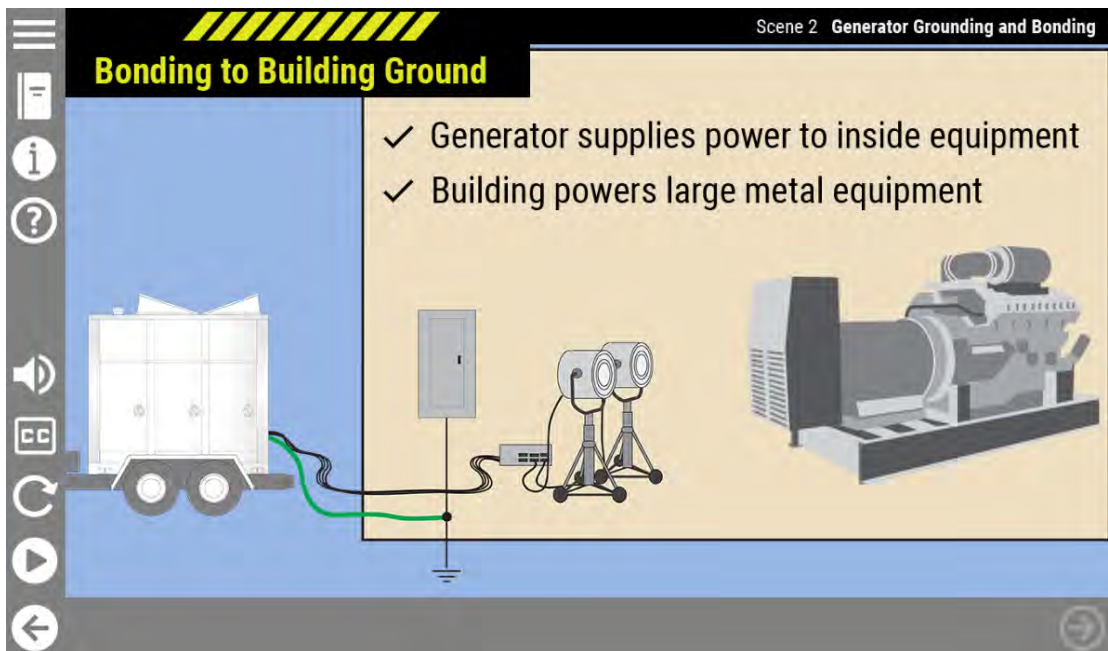 Scene 2 Generator Grounding and Bonding
Bonding to Building Ground
Generator supplies power to inside equipment
Building powers large metal equipment
CC